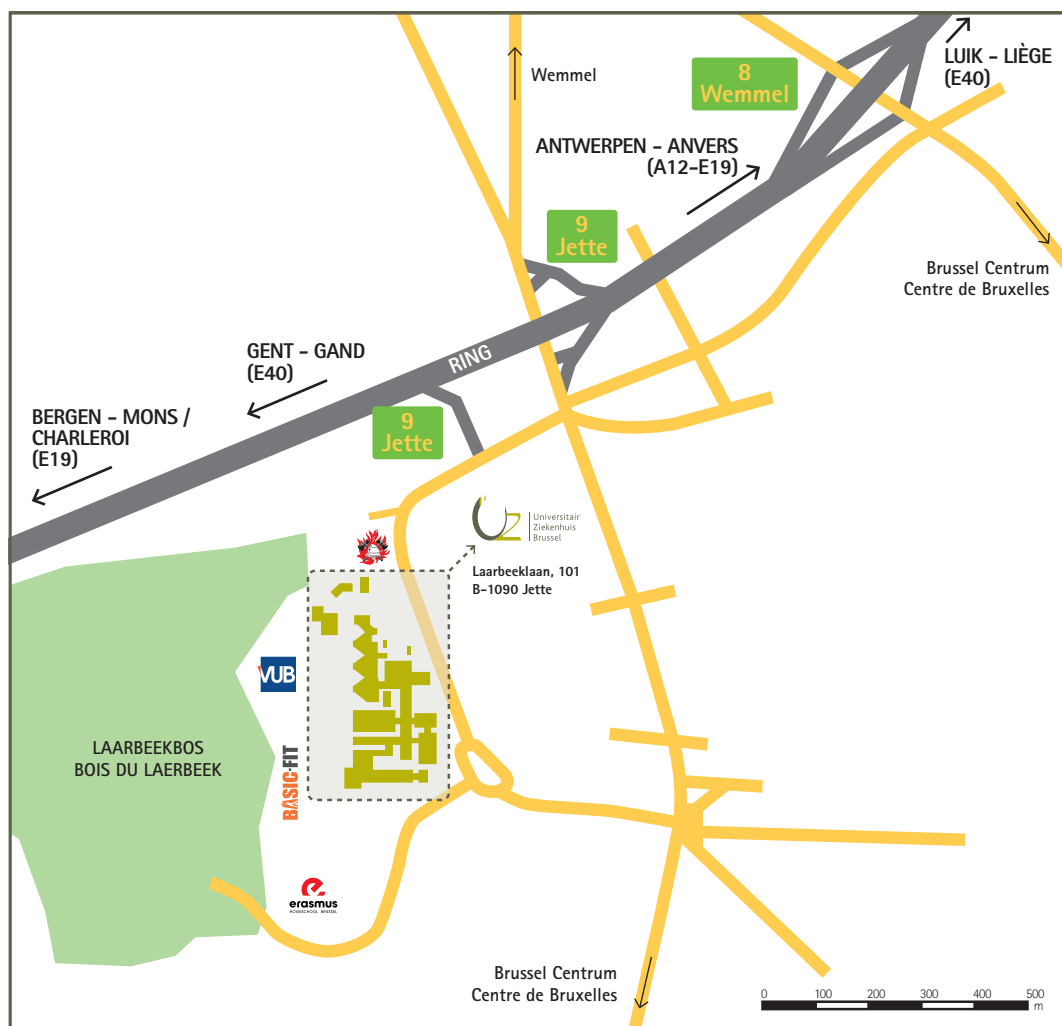 LUIK – LIÈGE
(E40)
8
Wemmel
Wemmel
ANTWERPEN – ANVERS
(A12–E19)
9
Jette
Brussel Centrum
Centre de Bruxelles
RING
GENT – GAND
(E40)
BERGEN – MONS /
CHARLEROI
(E19)
9
Jette
UZ
Universitair
Ziekenhuis
Brussel
Laarbeeklaan, 101
B–1090 Jette
VUB
LAARBEEKBOS
BOIS DU LAERBEEK
BASIC-FIT
e
erasmus
HOGESCHOOL BRUSSEL
Brussel Centrum
Centre de Bruxelles
0 100 200 300 400 500
m